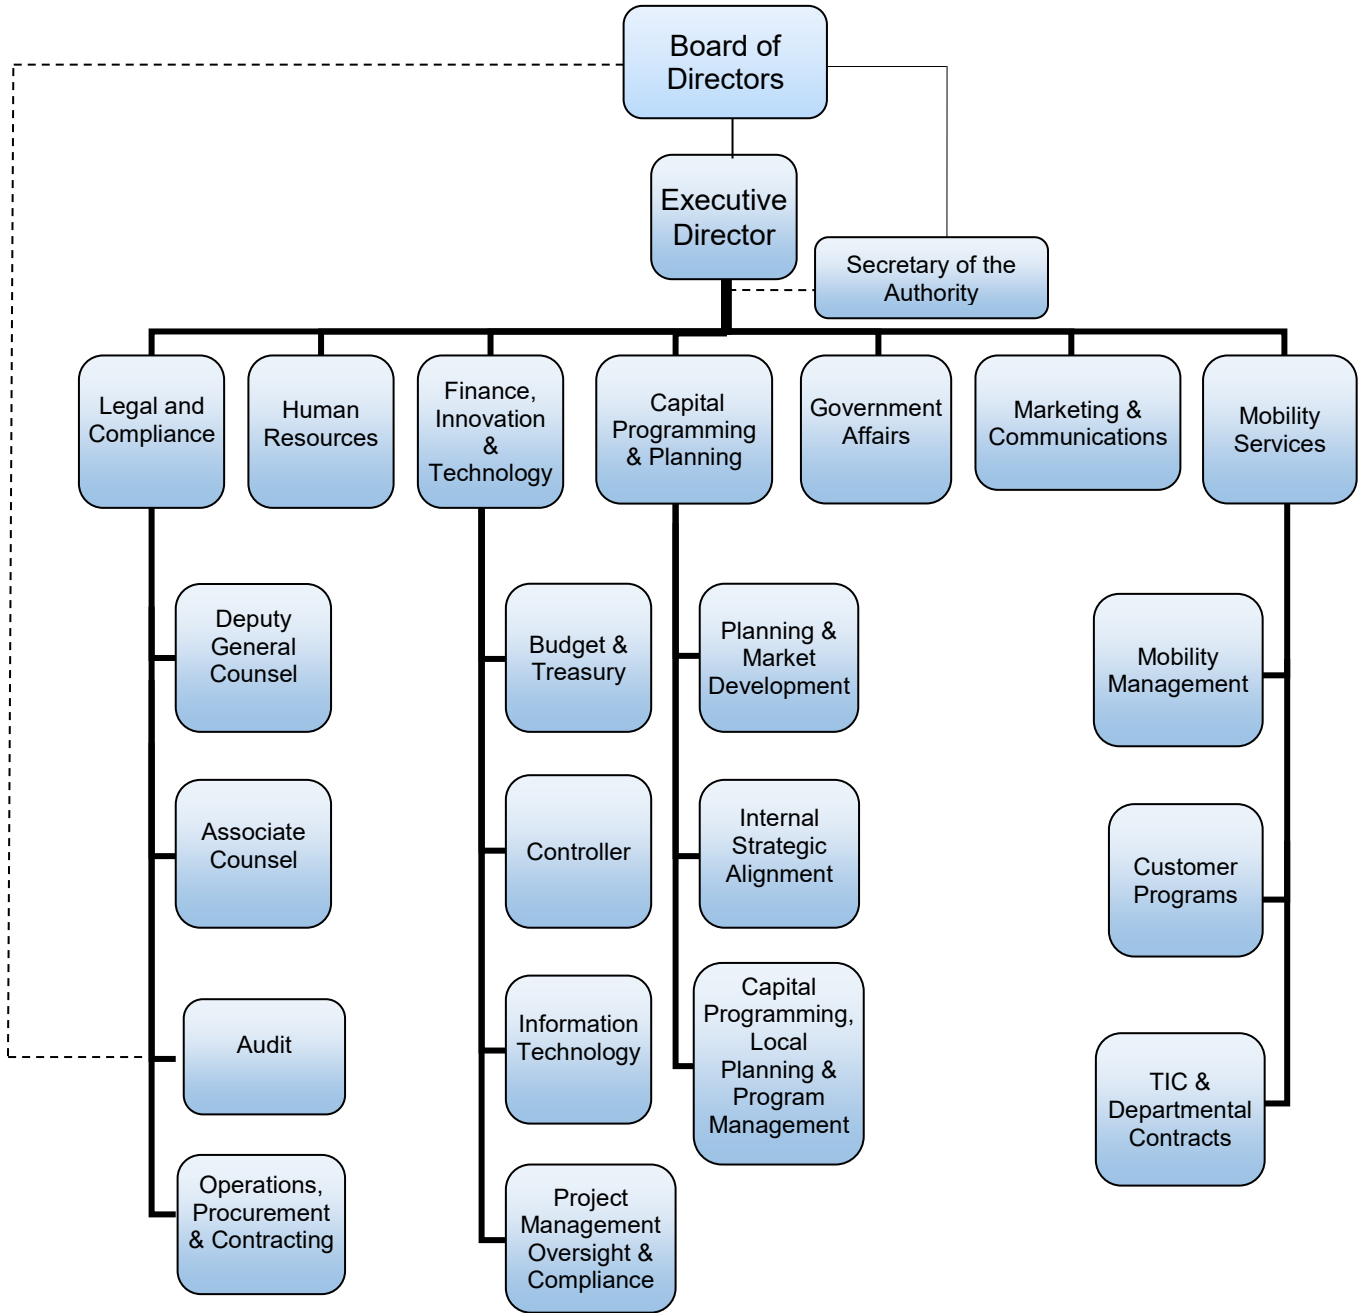 Board of
Directors
Executive
Director
Secretary of the
Authority
Legal and
Compliance
Human
Resources
Finance,
Innovation
&
Technology
Capital
Programming
& Planning
Government
Affairs
Marketing &
Communications
Mobility
Services
Deputy
General
Counsel
Associate
Counsel
Audit
Operations,
Procurement
& Contracting
Budget &
Treasury
Controller
Information
Technology
Project
Management
Oversight &
Compliance
Planning &
Market
Development
Internal
Strategic
Alignment
Capital
Programming,
Local
Planning &
Program
Management
Mobility
Management
Customer
Programs
TIC &
Departmental
Contracts